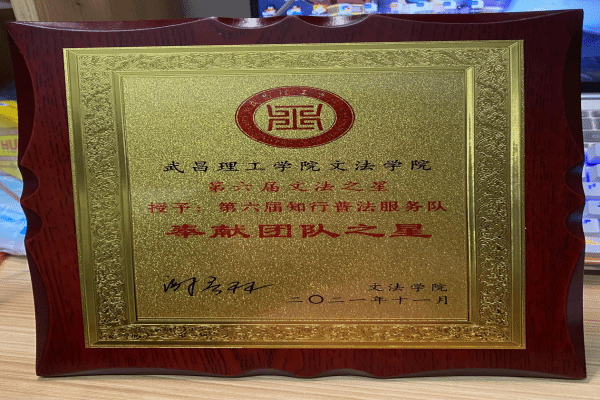 武昌理工学院文法学院
第六届文法之星
授予：第六届知行普法服务队
奉献团队之星
文法学院
二〇二一年十一月